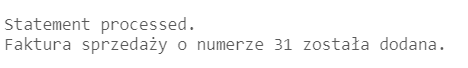 Statement processed.
Faktura sprzedaży o numerze 31 została dodana.